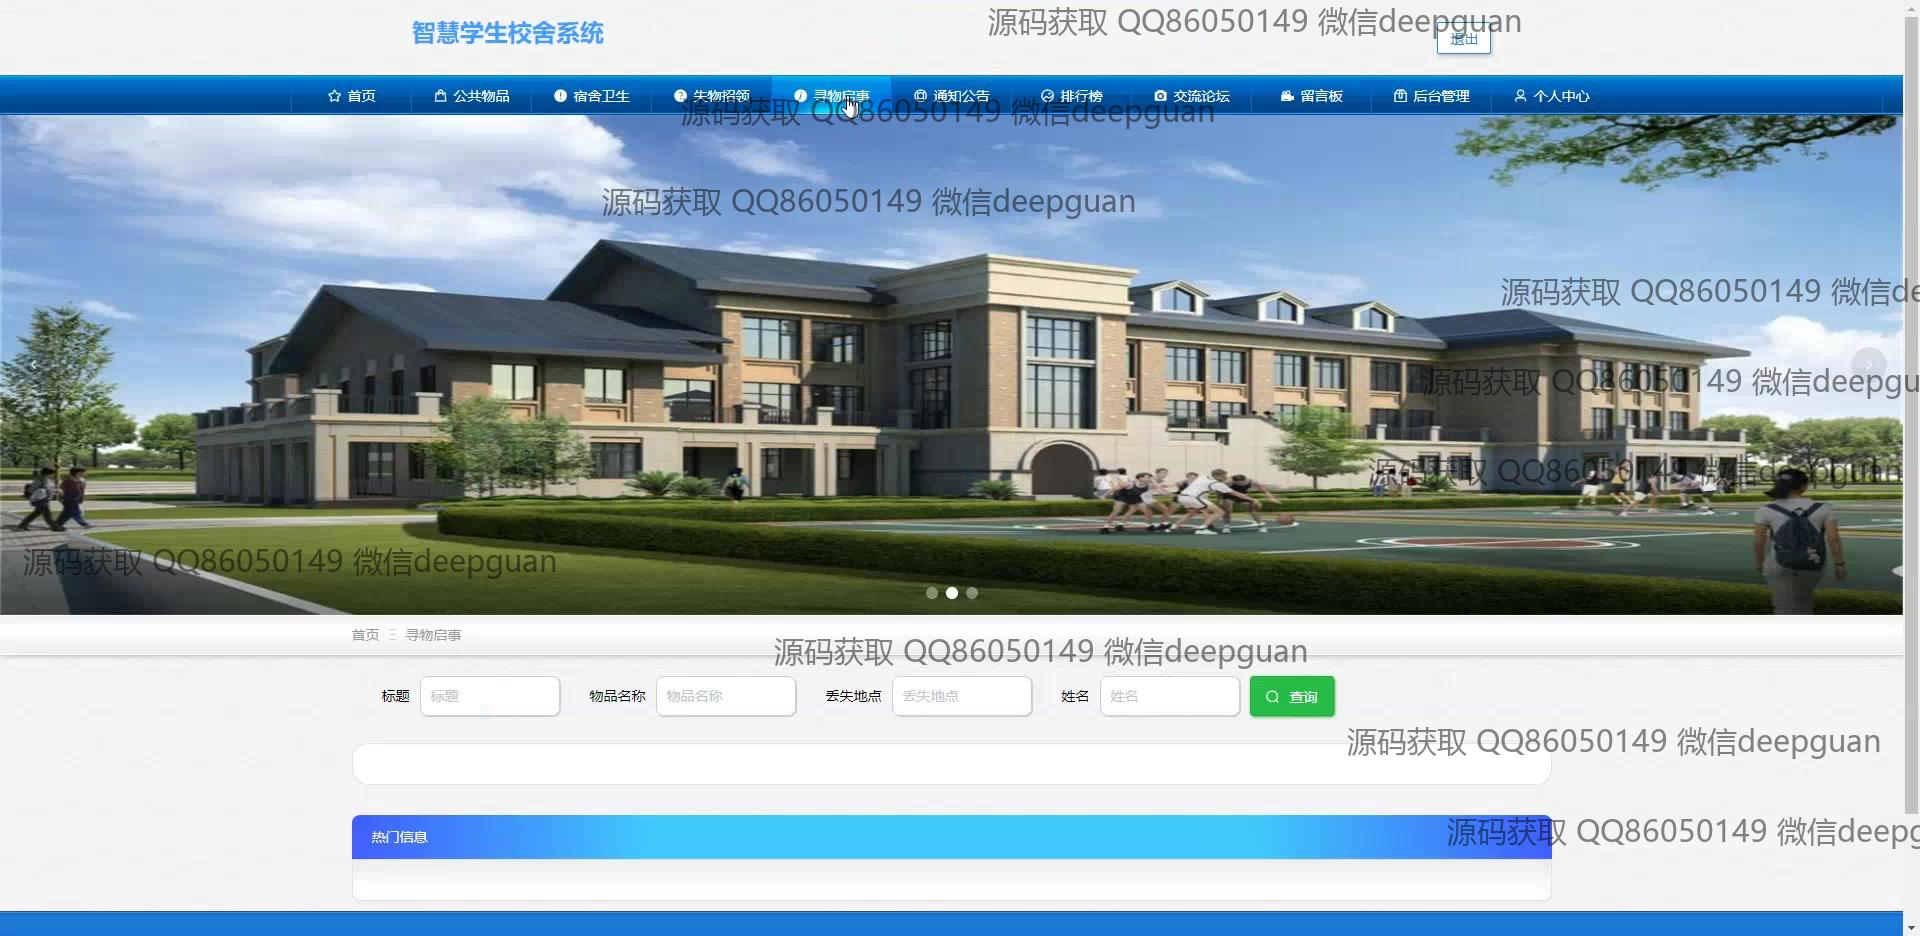 智慧学生校舍系统
源码获取 QQ86050149 微信deepguan
退出
首页
公共物品
宿舍卫生
失物招领
寻物启事
通知公告
排行榜
交流论坛
留言板
后台管理
个人中心
源码获取 QQ86050149 微信deepguan
源码获取 QQ86050149 微信deepguan
源码获取 QQ86050149 微信de
源码获取 QQ86050149 微信deepgu
源码获取 QQ86050149 微信deepguan
源码获取 QQ86050149 微信deepguan
首页 寻物启事
源码获取 QQ86050149 微信deepguan
标题 标题 物品名称 物品名称 丢失地点 丢失地点 姓名 姓名 查询
源码获取 QQ86050149 微信deepguan
热门信息
源码获取 QQ86050149 微信deepg